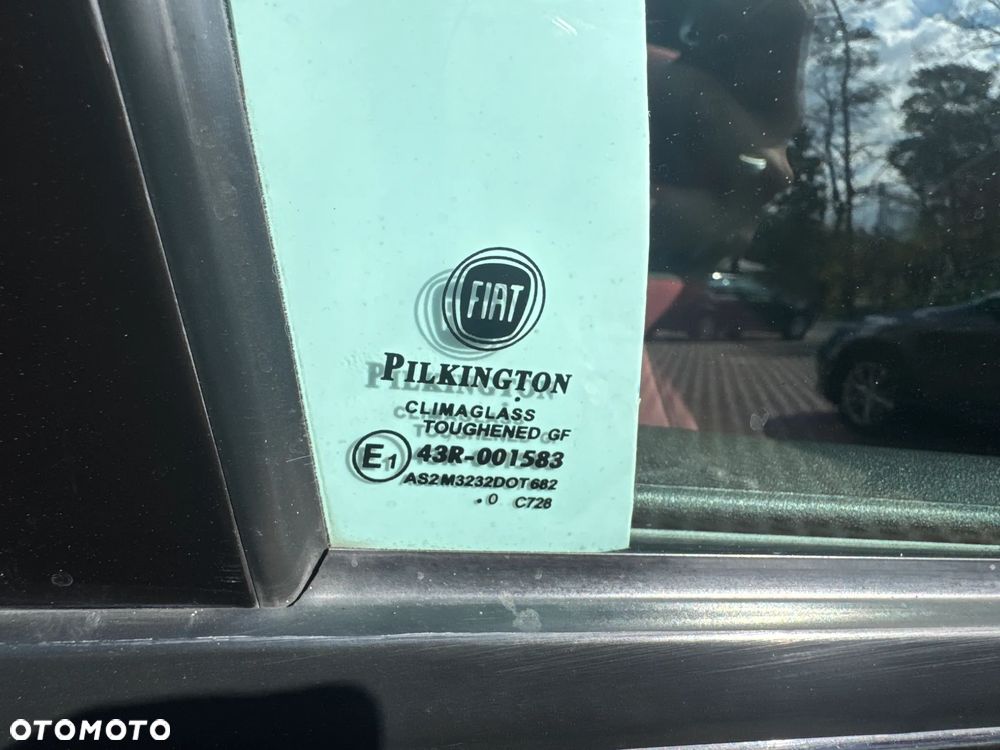 FIAT
PILKINGTON
CLIMAGLASS
TOUGHENED GF
E1 43R-001583
AS2M3232DOT682
.0 C728
OTOMOTO